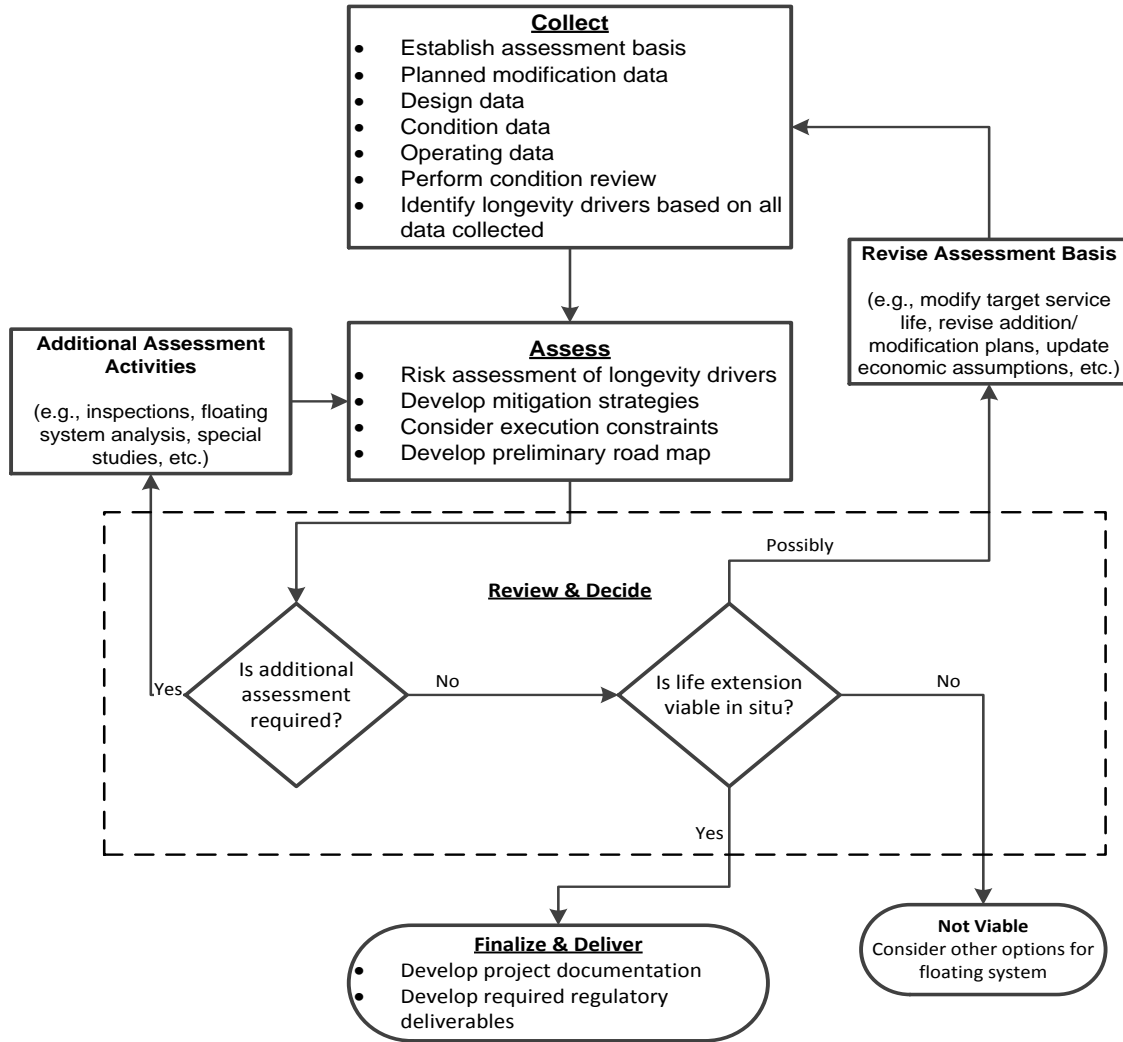 Collect
• Establish assessment basis
• Planned modification data
• Design data
• Condition data
• Operating data
• Perform condition review
• Identify longevity drivers based on all
data collected
Revise Assessment Basis
(e.g., modify target service
life, revise addition/
modification plans, update
economic assumptions, etc.)
Additional Assessment
Activities
(e.g., inspections, floating
system analysis, special
studies, etc.)
Assess
• Risk assessment of longevity drivers
• Develop mitigation strategies
• Consider execution constraints
• Develop preliminary road map
Possibly
Review & Decide
Is additional
assessment
required?
Yes
No
Is life extension
viable in situ?
No
Yes
Finalize & Deliver
• Develop project documentation
• Develop required regulatory
deliverables
Not Viable
Consider other options for
floating system